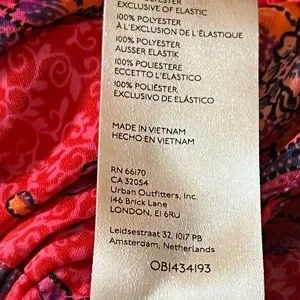 EXCLUSIVE OF ELASTIC
100% POLYESTER
À L'EXCLUSION DE L'ÉLASTIQUE
100% POLYESTER
AUSSER ELASTIK
100% POLIESTERE
ECCETTO L'ELASTICO
100% POLIÉSTER
EXCLUSIVO DE ELÁSTICO
MADE IN VIETNAM
HECHO EN VIETNAM
RN 66170
CA 32054
Urban Outfitters, Inc.
146 Brick Lane
LONDON, E1 6RU
Leidsestraat 32, 1017 PB
Amsterdam, Netherlands
OB1434193